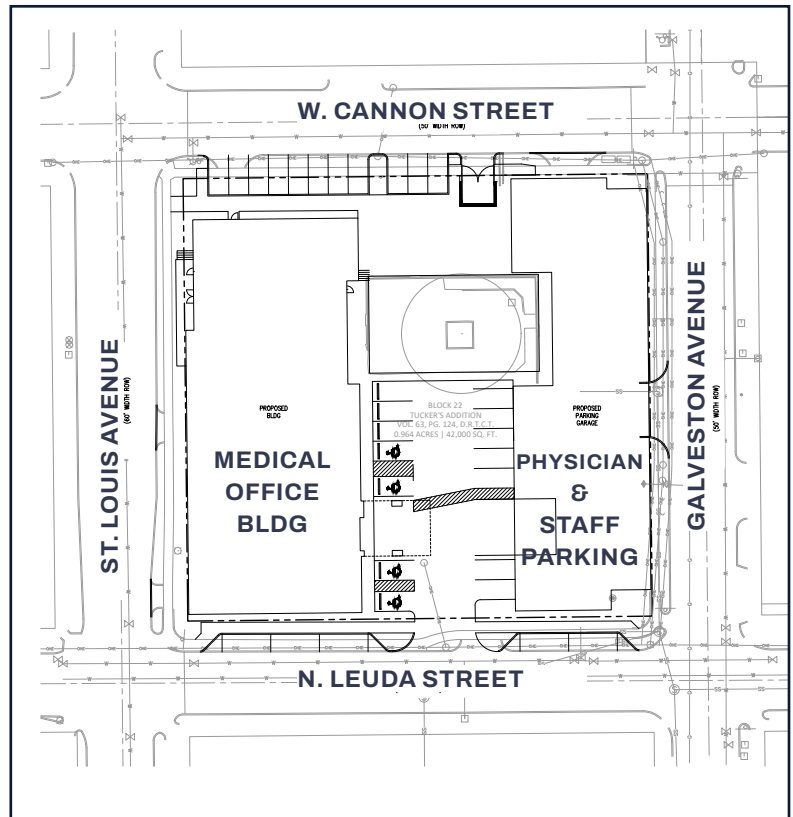 W. CANNON STREET
(50' WIDTH ROW)
ST. LOUIS AVENUE
(60' WIDTH ROW)
PROPOSED
BLDG
MEDICAL
OFFICE
BLDG
BLOCK 22
TUCKER'S ADDITION
VOL. 63, PG. 124, D.R.T.C.T.
0.964 ACRES | 42,000 SQ. FT.
PROPOSED
PARKING
GARAGE
PHYSICIAN
&
STAFF
PARKING
GALVESTON AVENUE
(50' WIDTH ROW)
N. LEUDA STREET